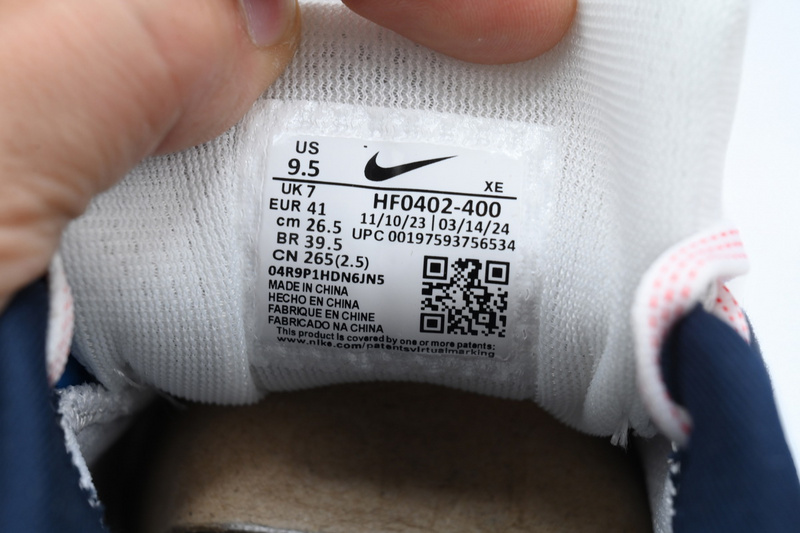 US
9.5
XE
UK 7
HF0402-400
EUR 41
11/10/23 | 03/14/24
cm 26.5
UPC 00197593756534
BR 39.5
CN 265(2.5)
04R9P1HDN6JN5
MADE IN CHINA
HECHO EN CHINA
FABRIQUE EN CHINE
FABRICADO NA CHINA
This product is covered by one or more patents:
www.nike.com/patentsvirtualmarking